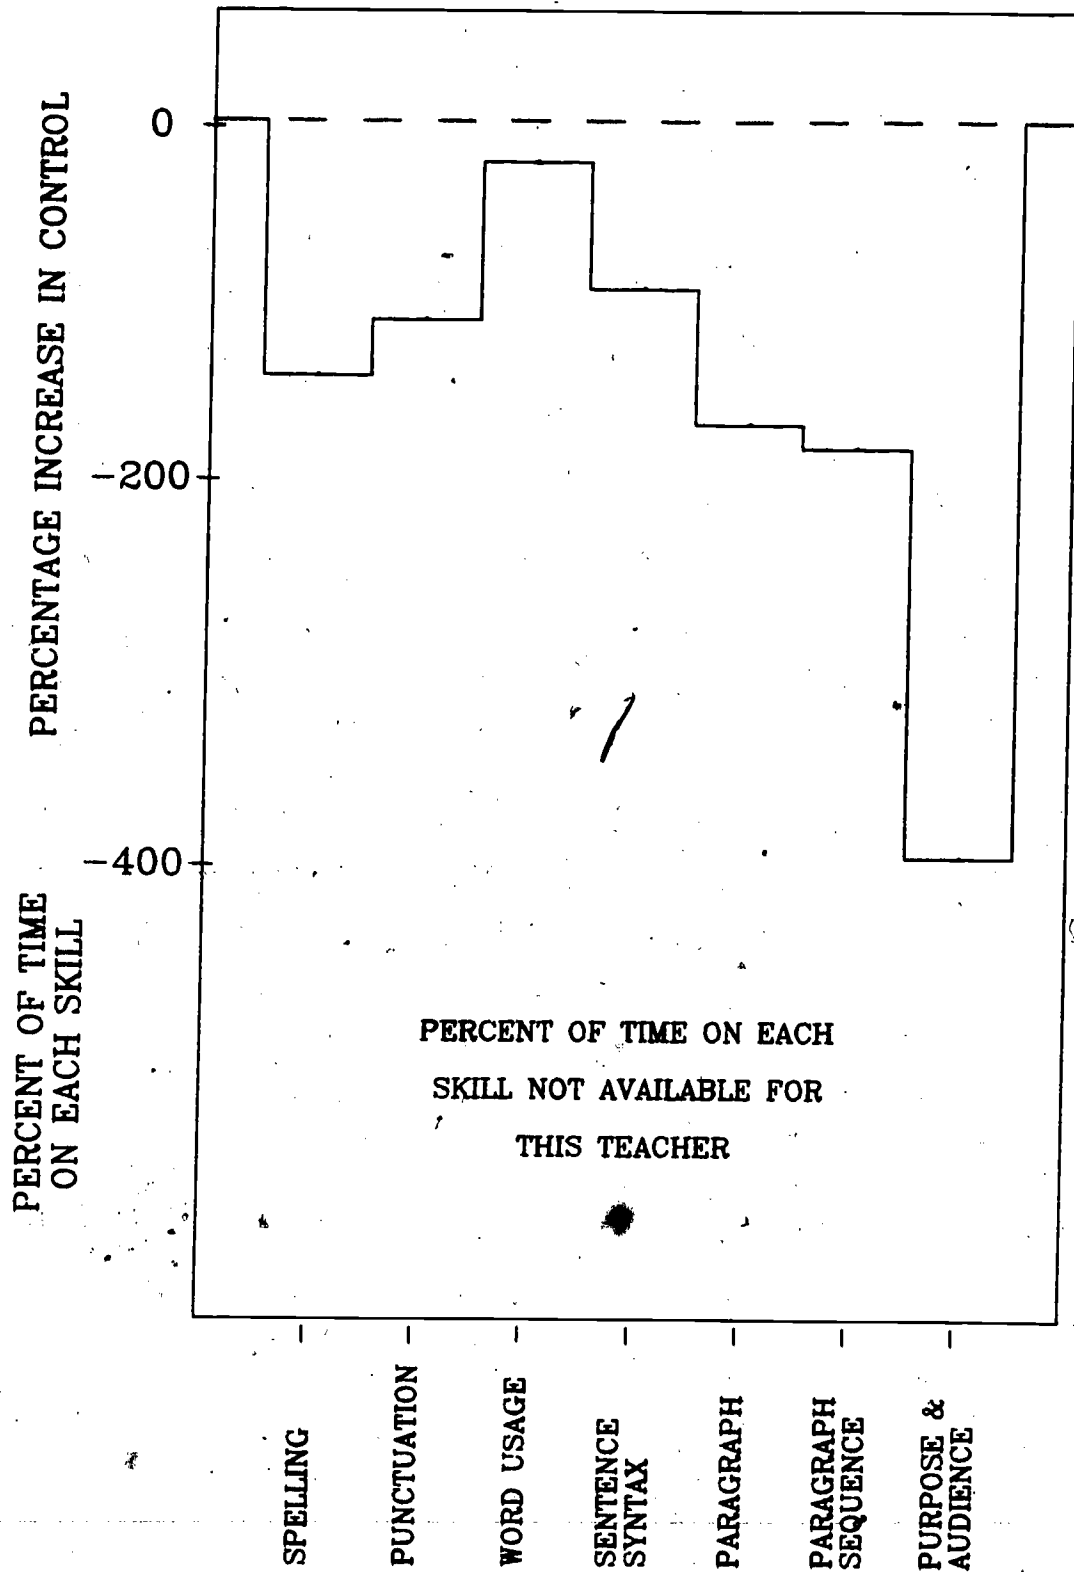 PERCENTAGE INCREASE IN CONTROL
0
-200
-400
PERCENT OF TIME
ON EACH SKILL
PERCENT OF TIME ON EACH
SKILL NOT AVAILABLE FOR
THIS TEACHER
SPELLING
PUNCTUATION
WORD USAGE
SENTENCE
SYNTAX
PARAGRAPH
PARAGRAPH
SEQUENCE
PURPOSE &
AUDIENCE